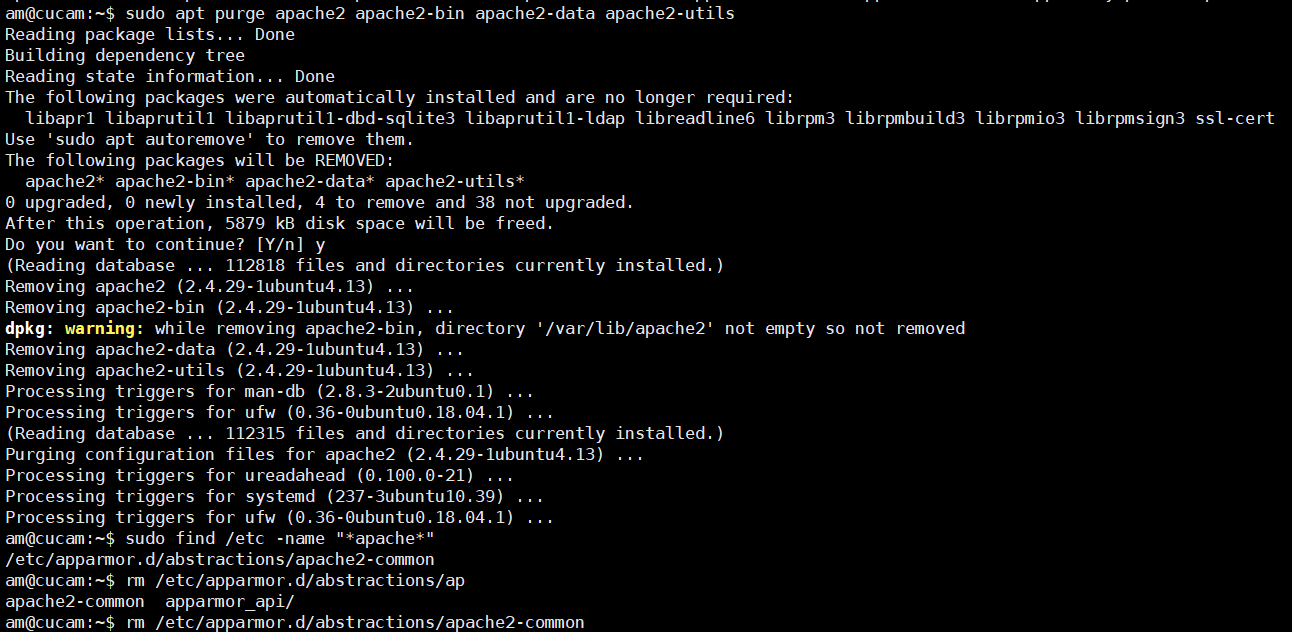 am@cucam:~$ sudo apt purge apache2 apache2-bin apache2-data apache2-utils
Reading package lists... Done
Building dependency tree
Reading state information... Done
The following packages were automatically installed and are no longer required:
  libapr1 libaprutil1 libaprutil1-dbd-sqlite3 libaprutil1-ldap libreadline6 librpm3 librpmbuild3 librpmio3 librpmsign3 ssl-cert
Use 'sudo apt autoremove' to remove them.
The following packages will be REMOVED:
  apache2* apache2-bin* apache2-data* apache2-utils*
0 upgraded, 0 newly installed, 4 to remove and 38 not upgraded.
After this operation, 5879 kB disk space will be freed.
Do you want to continue? [Y/n] y
(Reading database ... 112818 files and directories currently installed.)
Removing apache2 (2.4.29-1ubuntu4.13) ...
Removing apache2-bin (2.4.29-1ubuntu4.13) ...
dpkg: warning: while removing apache2-bin, directory '/var/lib/apache2' not empty so not removed
Removing apache2-data (2.4.29-1ubuntu4.13) ...
Removing apache2-utils (2.4.29-1ubuntu4.13) ...
Processing triggers for man-db (2.8.3-2ubuntu0.1) ...
Processing triggers for ufw (0.36-0ubuntu0.18.04.1) ...
(Reading database ... 112315 files and directories currently installed.)
Purging configuration files for apache2 (2.4.29-1ubuntu4.13) ...
Processing triggers for ureadahead (0.100.0-21) ...
Processing triggers for systemd (237-3ubuntu10.39) ...
Processing triggers for ufw (0.36-0ubuntu0.18.04.1) ...
am@cucam:~$ sudo find /etc -name "*apache*"
/etc/apparmor.d/abstractions/apache2-common
am@cucam:~$ rm /etc/apparmor.d/abstractions/ap
apache2-common  apparmor_api/
am@cucam:~$ rm /etc/apparmor.d/abstractions/apache2-common